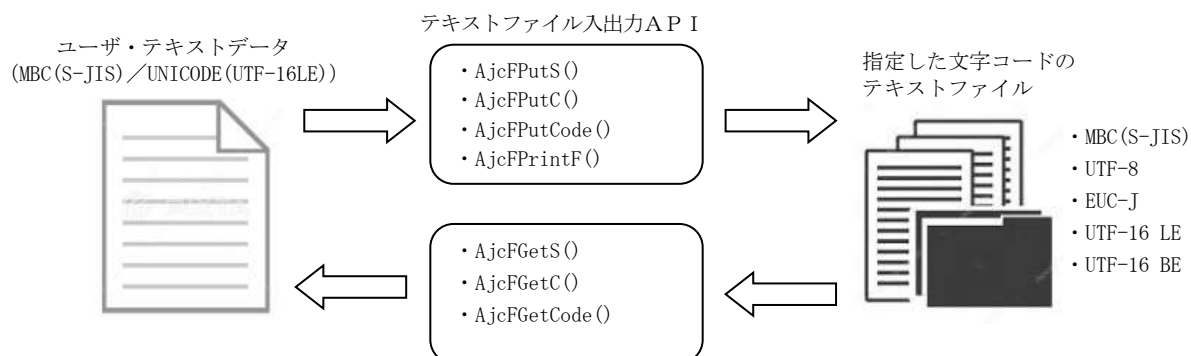 テキストファイル入出力ＡＰＩ
ユーザ・テキストデータ
(MBC(S-JIS)／UNICODE(UTF-16LE))
・AjcFPutS()
・AjcFPutC()
・AjcFPutCode()
・AjcFPrintF()
指定した文字コードの
テキストファイル
・MBC(S-JIS)
・UTF-8
・EUC-J
・UTF-16 LE
・UTF-16 BE
・AjcFGetS()
・AjcFGetC()
・AjcFGetCode()